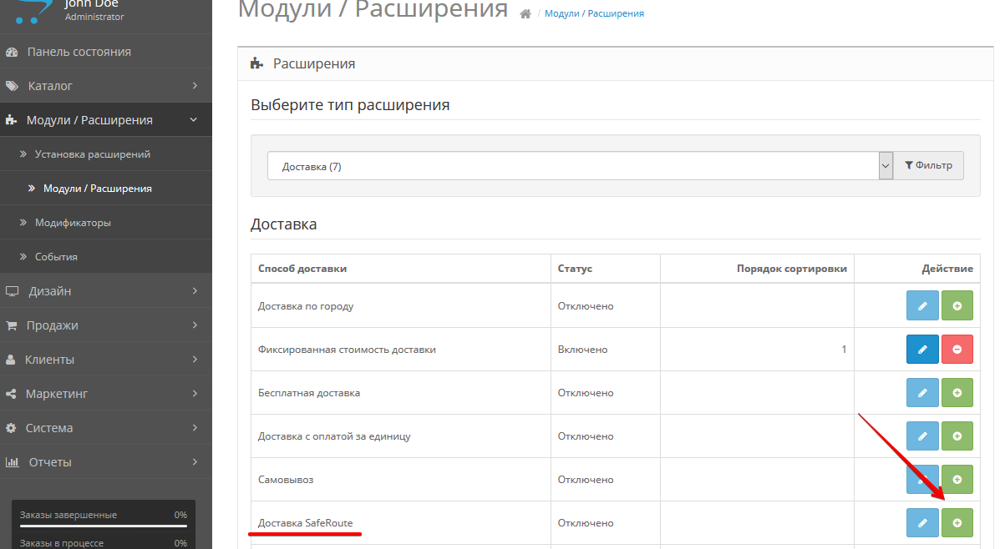 John Doe
Administrator
Панель состояния
Каталог
Модули / Расширения
Установка расширений
Модули / Расширения
Модификаторы
События
Дизайн
Продажи
Клиенты
Маркетинг
Система
Отчеты
Заказы завершенные 0%
Заказы в процессе 0%
Модули / Расширения / Модули / Расширения
Расширения
Выберите тип расширения
Доставка (7) Фильтр
Доставка
Способ доставки Статус Порядок сортировки Действие
Доставка по городу Отключено
Фиксированная стоимость доставки Включено 1
Бесплатная доставка Отключено
Доставка с оплатой за единицу Отключено
Самовывоз Отключено
Доставка SafeRoute Отключено